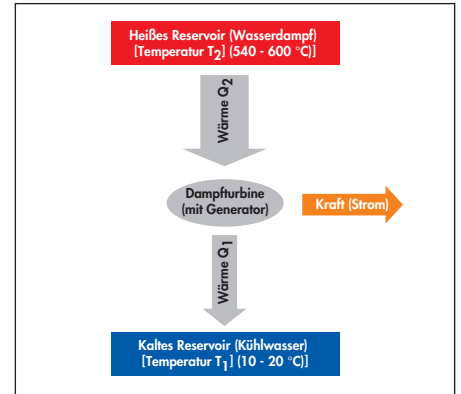 Heißes Reservoir (Wasserdampf)
[Temperatur T2] (540 - 600 °C)]
Wärme Q2
Dampfturbine
(mit Generator)
Kraft (Strom)
Wärme Q1
Kaltes Reservoir (Kühlwasser)
[Temperatur T1] (10 - 20 °C)]